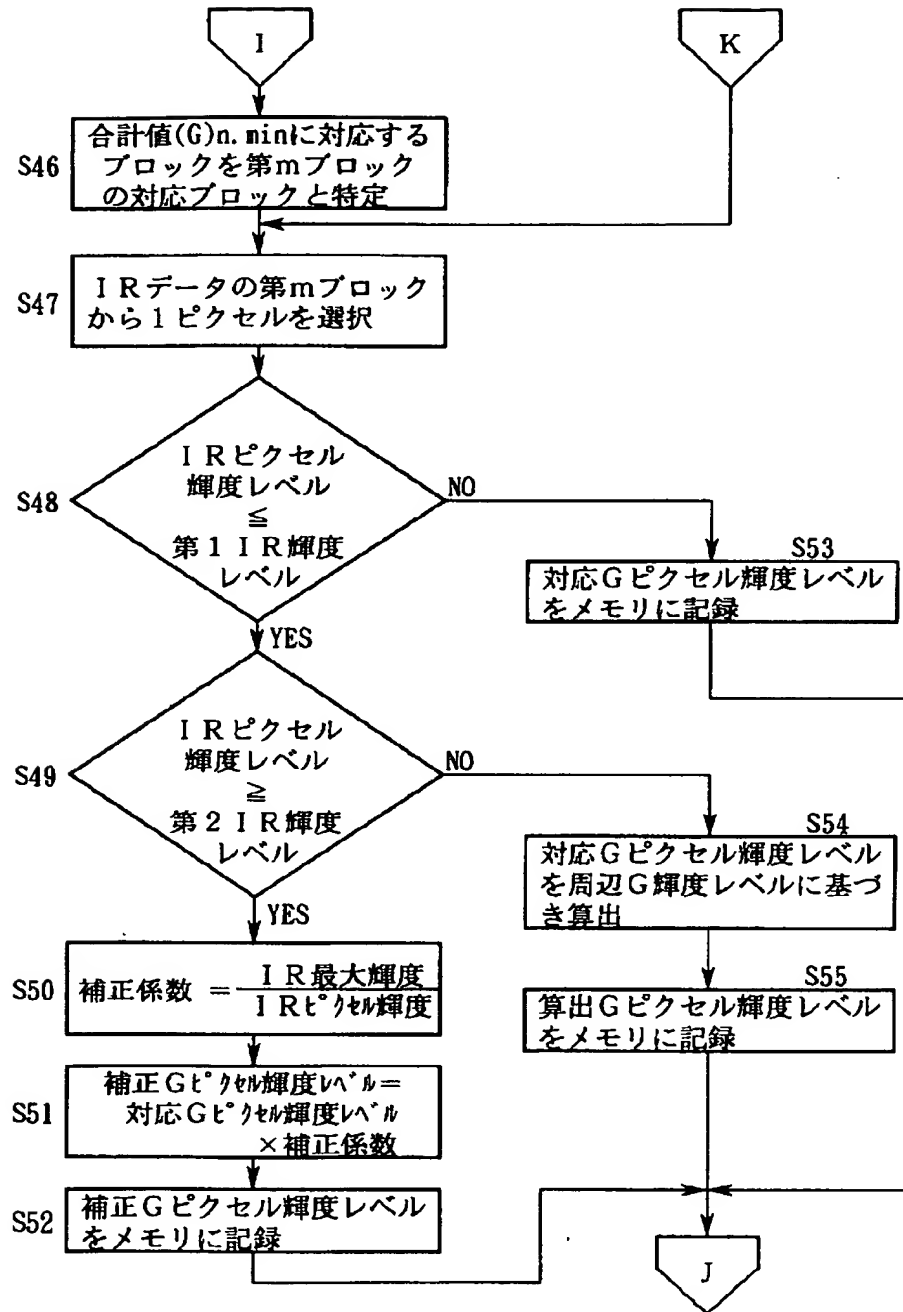 I
K
S46
合計値(G)n.minに対応する
ブロックを第mブロック
の対応ブロックと特定
S47
IRデータの第mブロック
から1ピクセルを選択
S48
IRピクセル
輝度レベル
≦
第1IR輝度
レベル
NO
YES
S53
対応Gピクセル輝度レベル
をメモリに記録
S49
IRピクセル
輝度レベル
≧
第2IR輝度
レベル
NO
YES
S54
対応Gピクセル輝度レベル
を周辺G輝度レベルに基づ
き算出
S50
補正係数 =
IR最大輝度
IRピクセル輝度
S55
算出Gピクセル輝度レベル
をメモリに記録
S51
補正Gピクセル輝度レベル=
対応Gピクセル輝度レベル
×補正係数
S52
補正Gピクセル輝度レベル
をメモリに記録
J